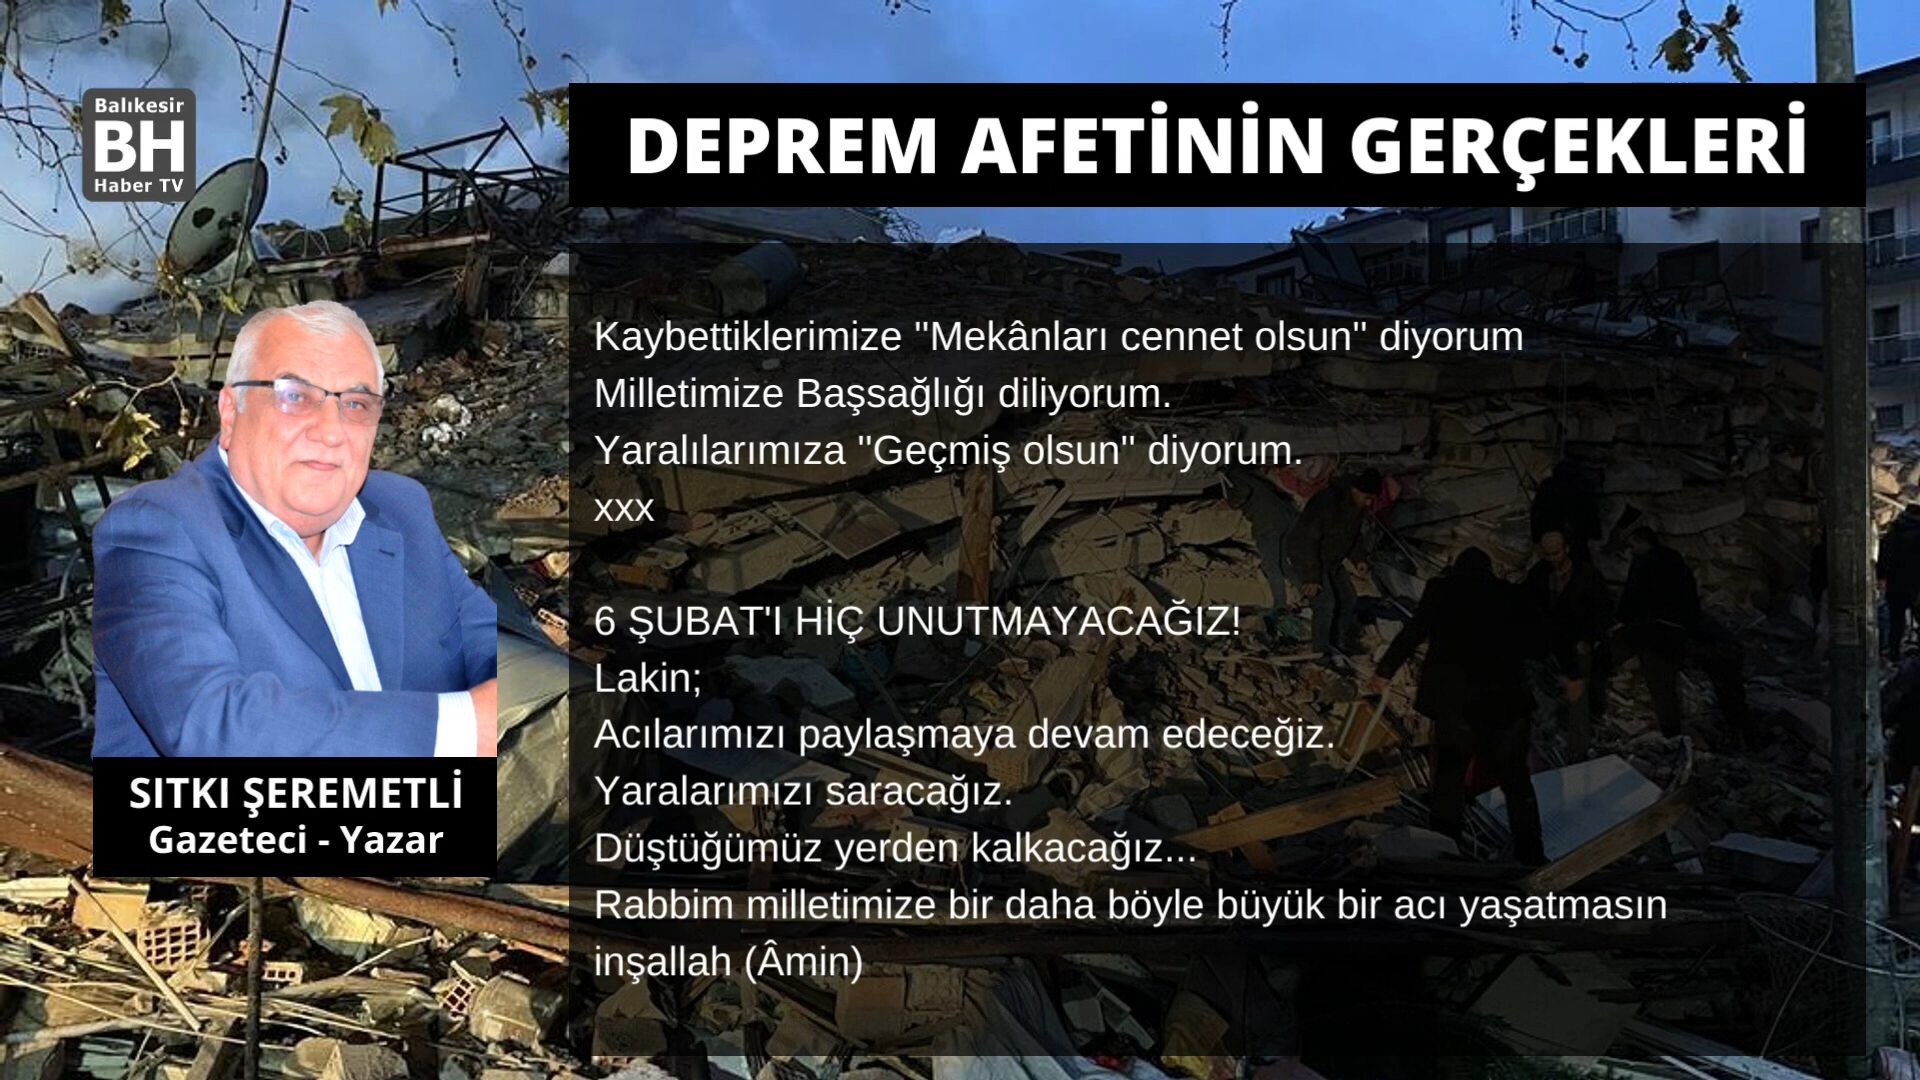 Balıkesir
BH
Haber TV
DEPREM AFETİNİN GERÇEKLERİ
Kaybettiklerimize "Mekânları cennet olsun" diyorum
Milletimize Başsağlığı diliyorum.
Yaralılarımıza "Geçmiş olsun" diyorum.
xxx
6 ŞUBAT'I HİÇ UNUTMAYACAĞIZ!
Lakin;
Acılarımızı paylaşmaya devam edeceğiz.
Yaralarımızı saracağız.
Düştüğümüz yerden kalkacağız...
Rabbim milletimize bir daha böyle büyük bir acı yaşatmasın
inşallah (Âmin)
SITKI ŞEREMETLİ
Gazeteci - Yazar